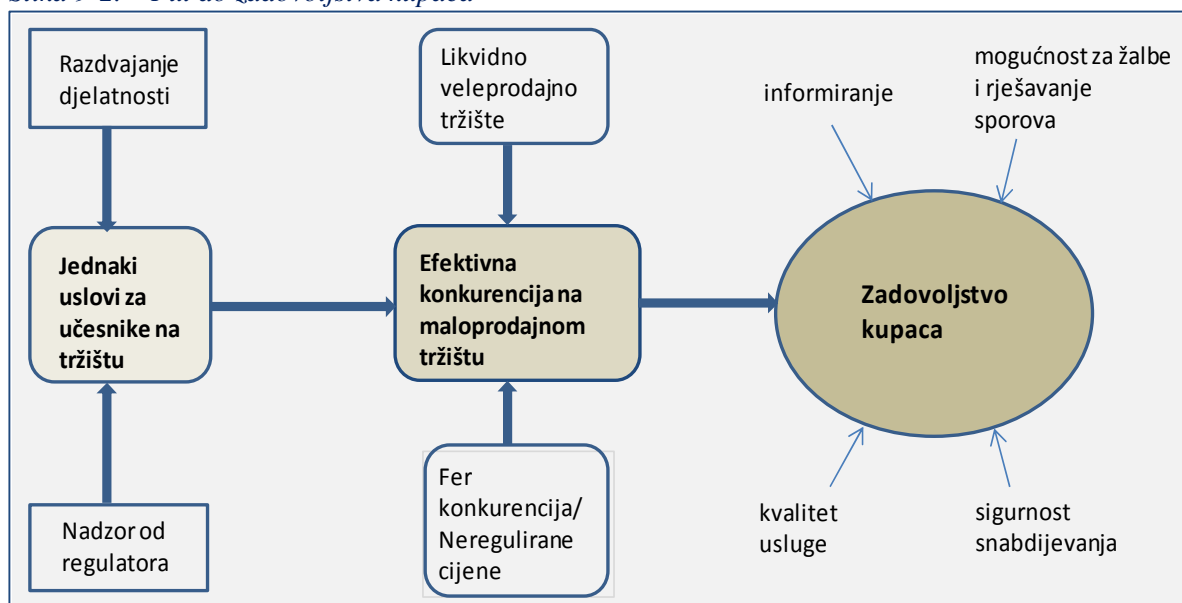 Razdvajanje
djelatnosti
Likvidno
veleprodajno
tržište
informiranje
mogućnost za žalbe
i rješavanje
sporova
Jednaki
uslovi za
učesnike na
tržištu
Efektivna
konkurencija na
maloprodajnom
tržištu
Zadovoljstvo
kupaca
Nadzor od
regulatora
Fer
konkurencija/
Neregulirane
cijene
kvalitet
usluge
sigurnost
snabdijevanja